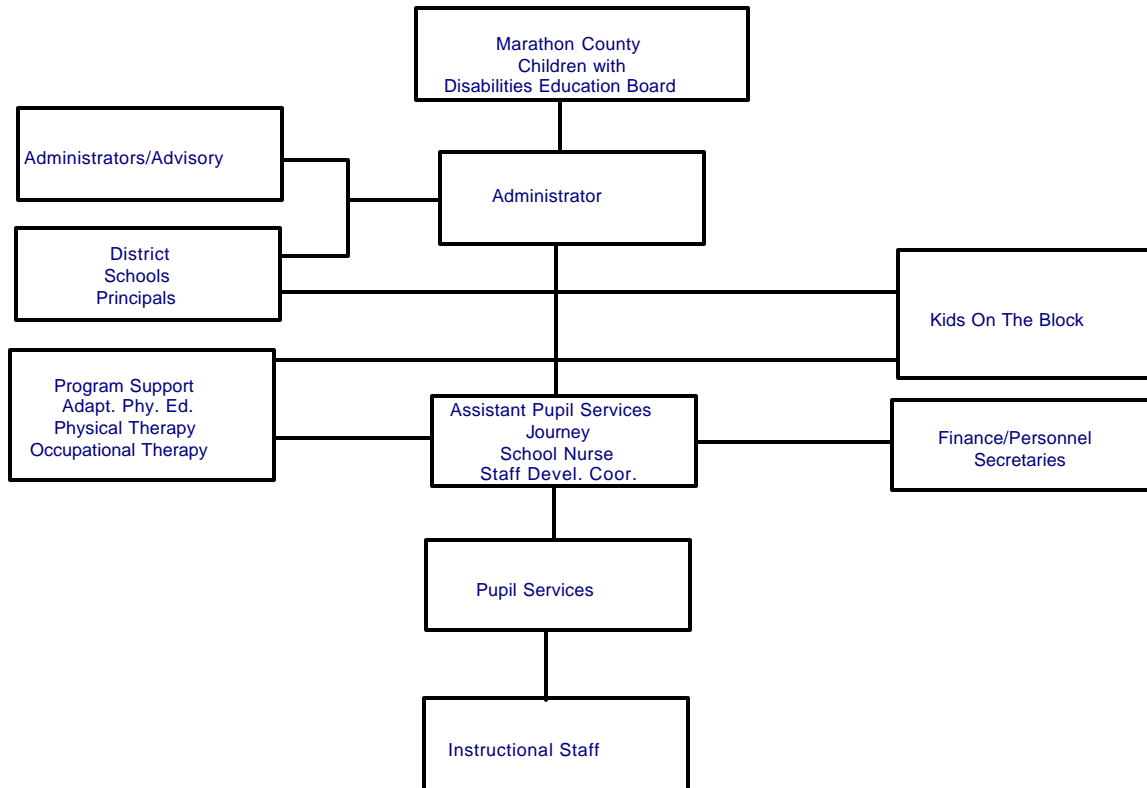 Marathon County
Children with
Disabilities Education Board
Administrators/Advisory
Administrator
District
Schools
Principals
Kids On The Block
Program Support
Adapt. Phy. Ed.
Physical Therapy
Occupational Therapy
Assistant Pupil Services
Journey
School Nurse
Staff Devel. Coor.
Finance/Personnel
Secretaries
Pupil Services
Instructional Staff